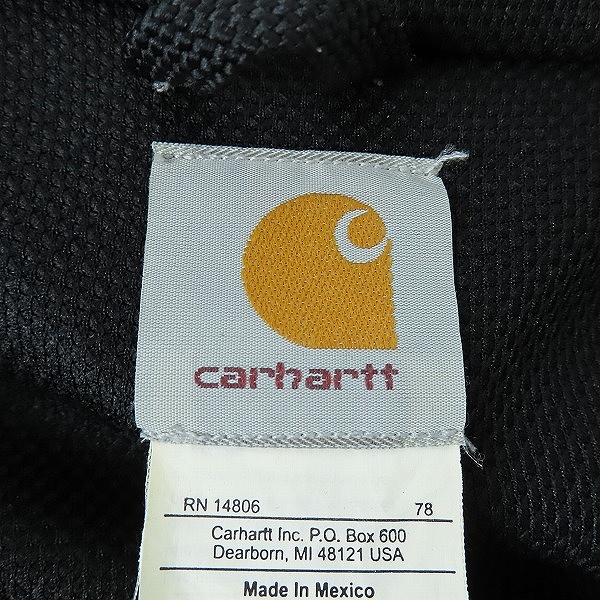 carhartt
RN 14806 78
Carhartt Inc. P.O. Box 600
Dearborn, MI 48121 USA
Made In Mexico